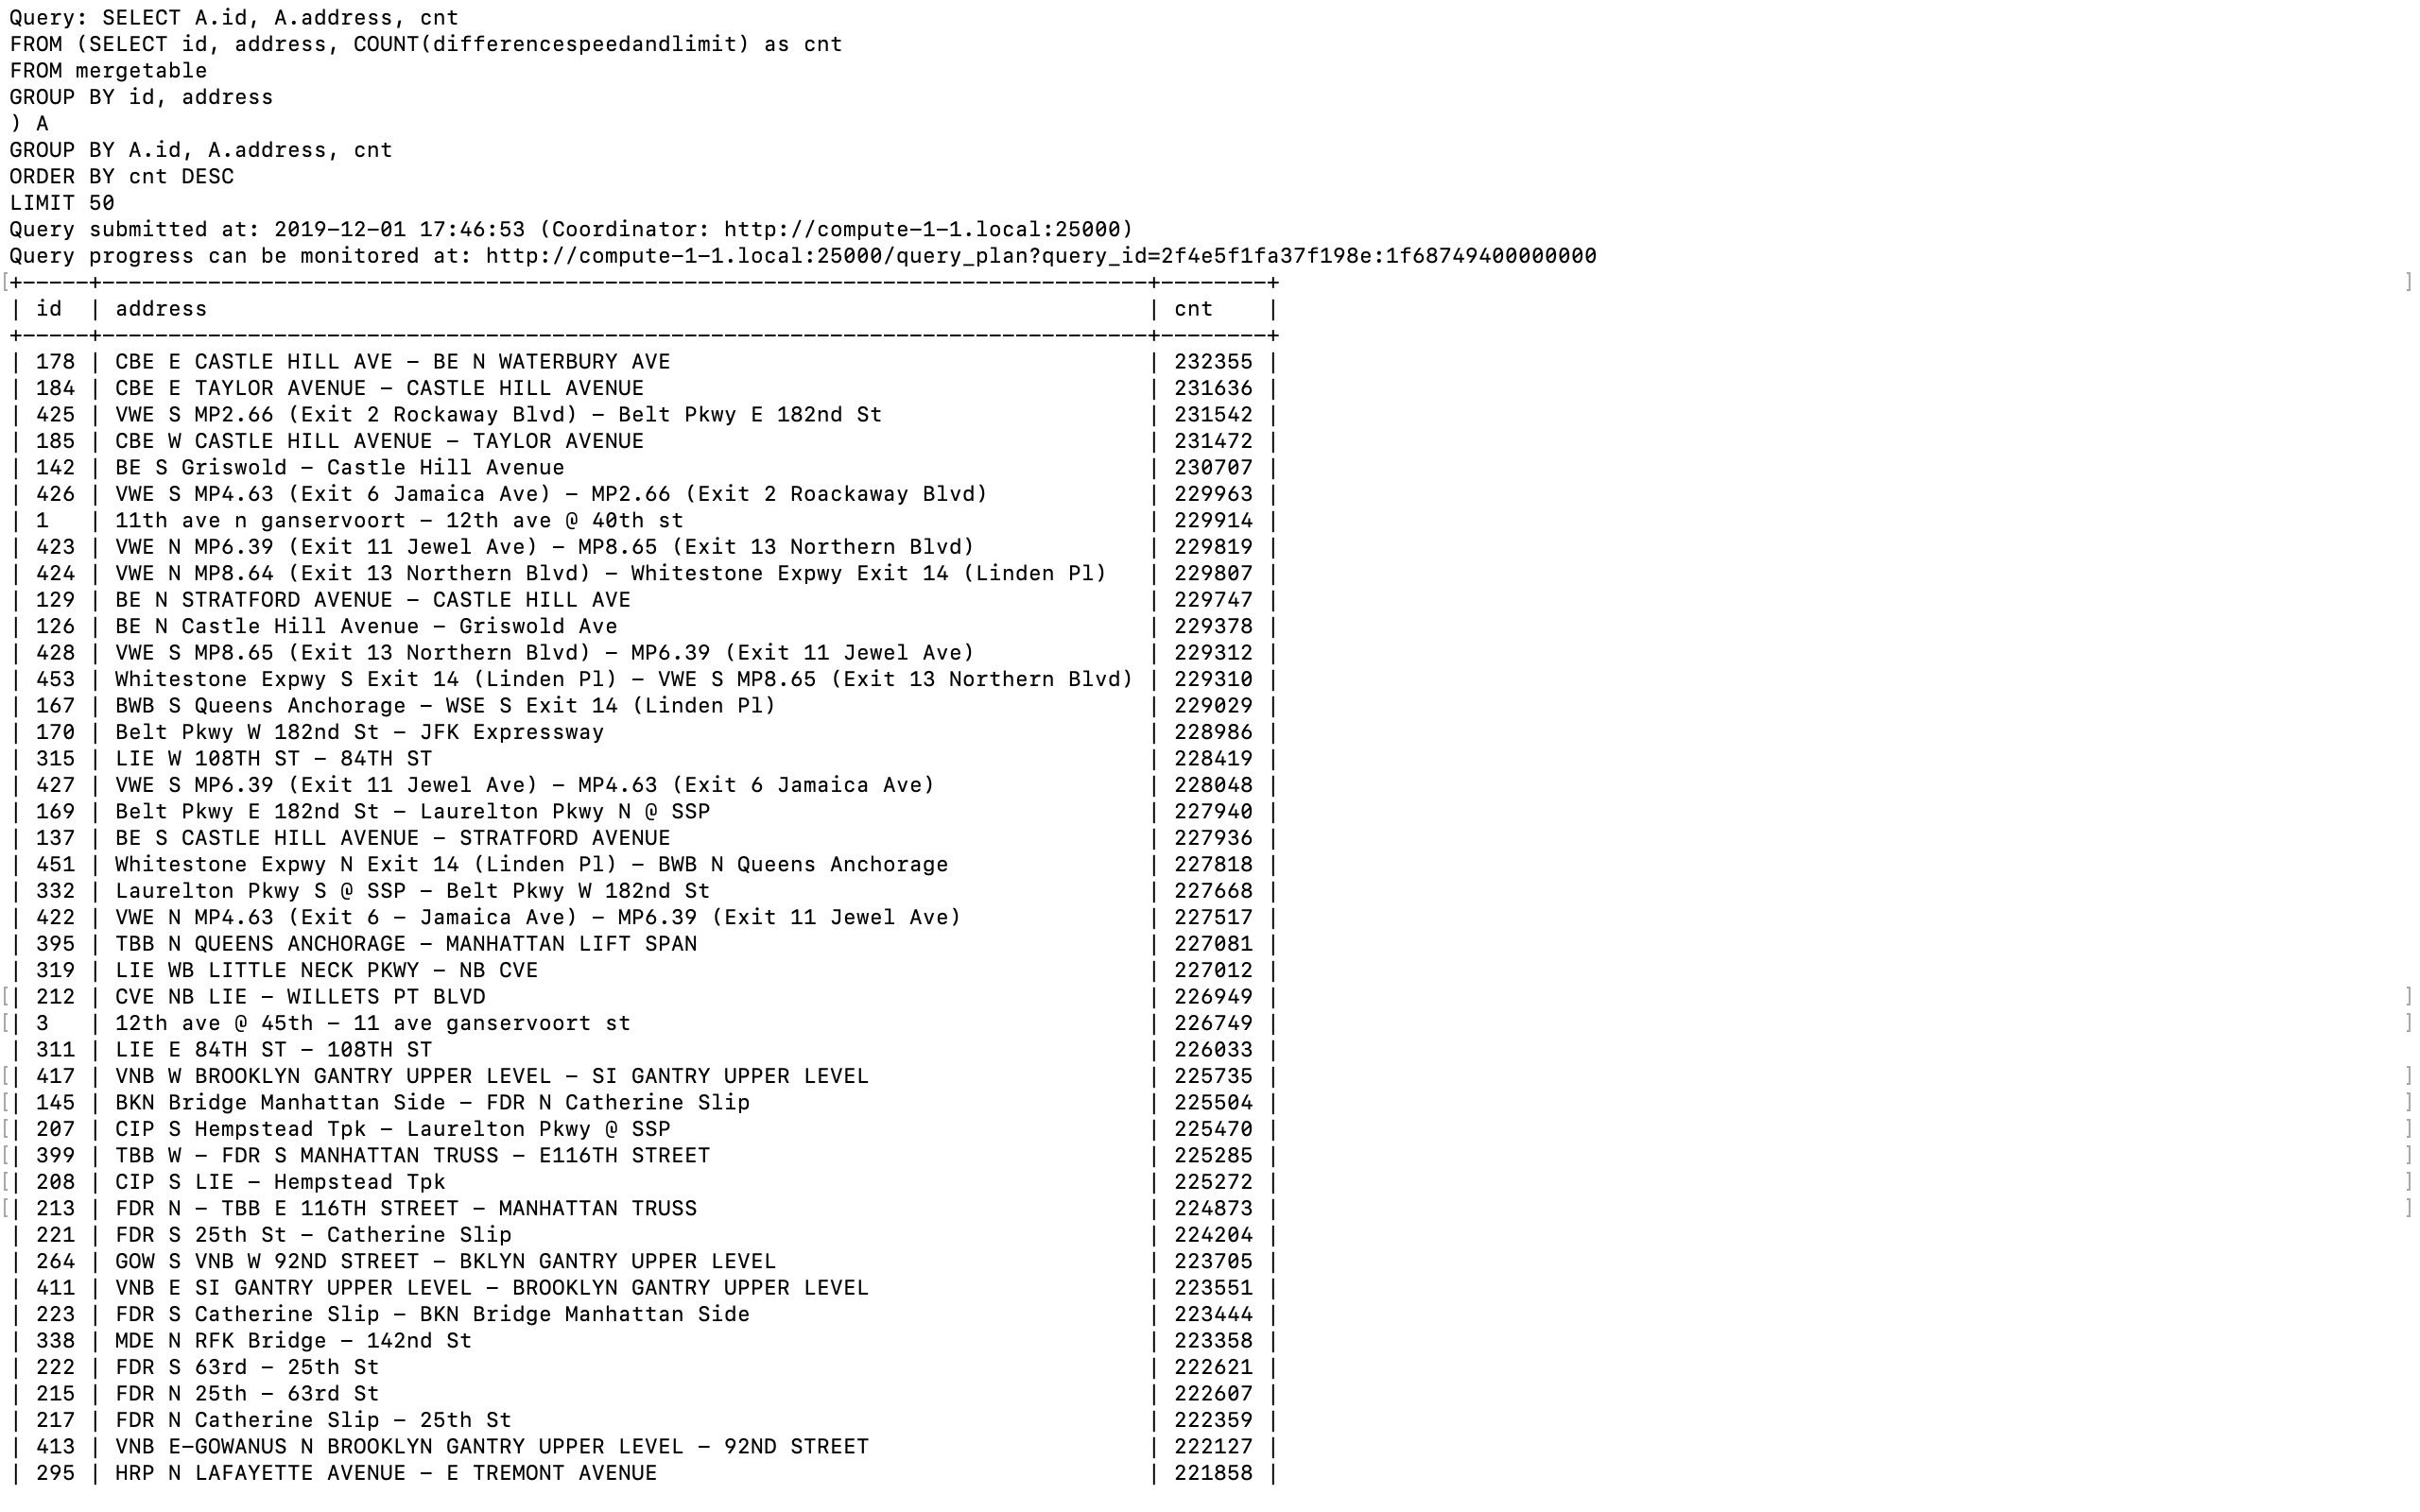 Query: SELECT A.id, A.address, cnt
FROM (SELECT id, address, COUNT(differencespeedandlimit) as cnt
FROM mergetable
GROUP BY id, address
) A
GROUP BY A.id, A.address, cnt
ORDER BY cnt DESC
LIMIT 50
Query submitted at: 2019-12-01 17:46:53 (Coordinator: http://compute-1-1.local:25000)
Query progress can be monitored at: http://compute-1-1.local:25000/query_plan?query_id=2f4e5f1fa37f198e:1f68749400000000
| id | address | cnt |
| 178 | CBE E CASTLE HILL AVE - BE N WATERBURY AVE | 232355 |
| 184 | CBE E TAYLOR AVENUE - CASTLE HILL AVENUE | 231636 |
| 425 | VWE S MP2.66 (Exit 2 Rockaway Blvd) - Belt Pkwy E 182nd St | 231542 |
| 185 | CBE W CASTLE HILL AVENUE - TAYLOR AVENUE | 231472 |
| 142 | BE S Griswold - Castle Hill Avenue | 230707 |
| 426 | VWE S MP4.63 (Exit 6 Jamaica Ave) - MP2.66 (Exit 2 Roackaway Blvd) | 229963 |
| 1 | 11th ave n ganservoort - 12th ave @ 40th st | 229914 |
| 423 | VWE N MP6.39 (Exit 11 Jewel Ave) - MP8.65 (Exit 13 Northern Blvd) | 229819 |
| 424 | VWE N MP8.64 (Exit 13 Northern Blvd) - Whitestone Expwy Exit 14 (Linden Pl) | 229807 |
| 129 | BE N STRATFORD AVENUE - CASTLE HILL AVE | 229747 |
| 126 | BE N Castle Hill Avenue - Griswold Ave | 229378 |
| 428 | VWE S MP8.65 (Exit 13 Northern Blvd) - MP6.39 (Exit 11 Jewel Ave) | 229312 |
| 453 | Whitestone Expwy S Exit 14 (Linden Pl) - VWE S MP8.65 (Exit 13 Northern Blvd) | 229310 |
| 167 | BWB S Queens Anchorage - WSE S Exit 14 (Linden Pl) | 229029 |
| 170 | Belt Pkwy W 182nd St - JFK Expressway | 228986 |
| 315 | LIE W 108TH ST - 84TH ST | 228419 |
| 427 | VWE S MP6.39 (Exit 11 Jewel Ave) - MP4.63 (Exit 6 Jamaica Ave) | 228048 |
| 169 | Belt Pkwy E 182nd St - Laurelton Pkwy N @ SSP | 227940 |
| 137 | BE S CASTLE HILL AVENUE - STRATFORD AVENUE | 227936 |
| 451 | Whitestone Expwy N Exit 14 (Linden Pl) - BWB N Queens Anchorage | 227818 |
| 332 | Laurelton Pkwy S @ SSP - Belt Pkwy W 182nd St | 227668 |
| 422 | VWE N MP4.63 (Exit 6 - Jamaica Ave) - MP6.39 (Exit 11 Jewel Ave) | 227517 |
| 395 | TBB N QUEENS ANCHORAGE - MANHATTAN LIFT SPAN | 227081 |
| 319 | LIE WB LITTLE NECK PKWY - NB CVE | 227012 |
| 212 | CVE NB LIE - WILLETS PT BLVD | 226949 |
| 3 | 12th ave @ 45th - 11 ave ganservoort st | 226749 |
| 311 | LIE E 84TH ST - 108TH ST | 226033 |
| 417 | VNB W BROOKLYN GANTRY UPPER LEVEL - SI GANTRY UPPER LEVEL | 225735 |
| 145 | BKN Bridge Manhattan Side - FDR N Catherine Slip | 225504 |
| 207 | CIP S Hempstead Tpk - Laurelton Pkwy @ SSP | 225470 |
| 399 | TBB W - FDR S MANHATTAN TRUSS - E116TH STREET | 225285 |
| 208 | CIP S LIE - Hempstead Tpk | 225272 |
| 213 | FDR N - TBB E 116TH STREET - MANHATTAN TRUSS | 224873 |
| 221 | FDR S 25th St - Catherine Slip | 224204 |
| 264 | GOW S VNB W 92ND STREET - BKLYN GANTRY UPPER LEVEL | 223705 |
| 411 | VNB E SI GANTRY UPPER LEVEL - BROOKLYN GANTRY UPPER LEVEL | 223551 |
| 223 | FDR S Catherine Slip - BKN Bridge Manhattan Side | 223444 |
| 338 | MDE N RFK Bridge - 142nd St | 223358 |
| 222 | FDR S 63rd - 25th St | 222621 |
| 215 | FDR N 25th - 63rd St | 222607 |
| 217 | FDR N Catherine Slip - 25th St | 222359 |
| 413 | VNB E-GOWANUS N BROOKLYN GANTRY UPPER LEVEL - 92ND STREET | 222127 |
| 295 | HRP N LAFAYETTE AVENUE - E TREMONT AVENUE | 221858 |